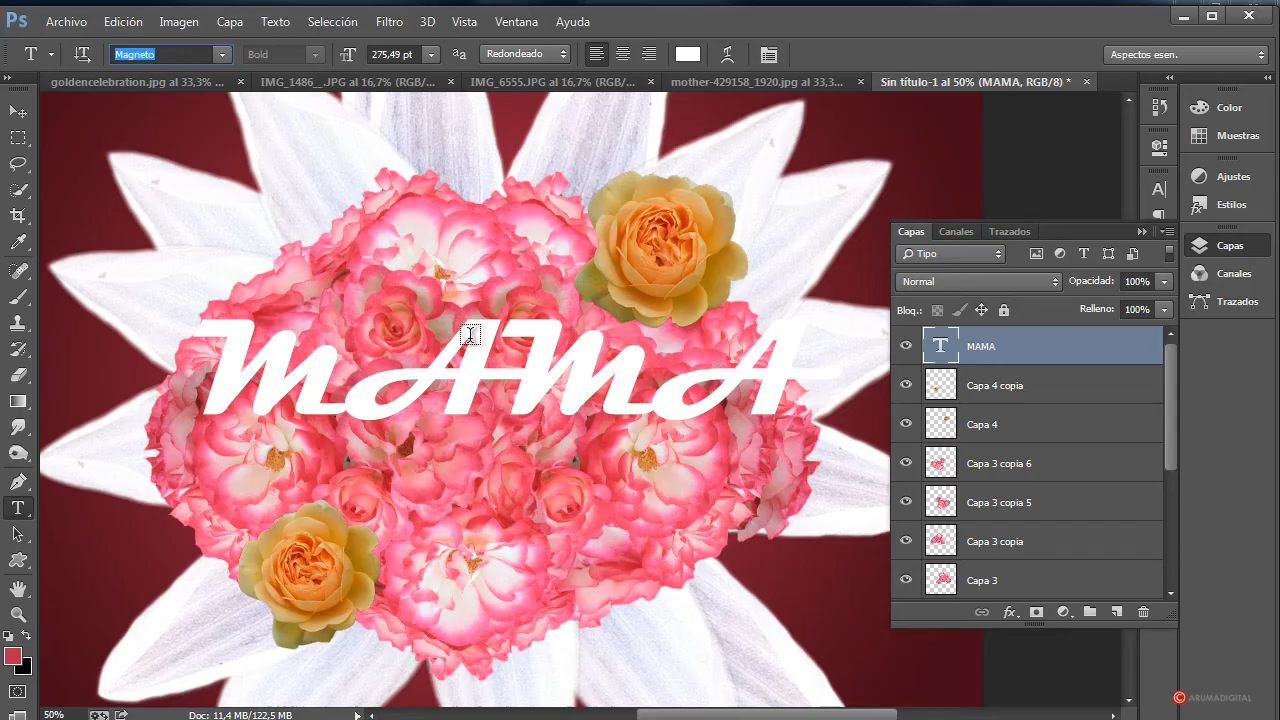 Ps Archivo Edición Imagen Capa Texto Selección Filtro 3D Vista Ventana Ayuda
T Magneto Bold 275,49 pt aa Redondeado Aspectos esen.
goldencelebration.jpg al 33,3% ... × IMG_1486__.JPG al 16,7% (RGB/... × IMG_6555.JPG al 16,7% (RGB/... × mother-429158_1920.jpg al 33,3... × Sin título-1 al 50% (MAMA, RGB/8) * ×
Color
Muestras
Ajustes
Estilos
Capas
Canales
Trazados
Capas Canales Trazados
Tipo
Normal Opacidad: 100%
Bloq.: Relleno: 100%
MAMA
Capa 4 copia
Capa 4
Capa 3 copia 6
Capa 3 copia 5
Capa 3 copia
Capa 3
fx
mAMA
© ARUMADIGITAL
50% Doc: 11,4 MB/122,5 MB